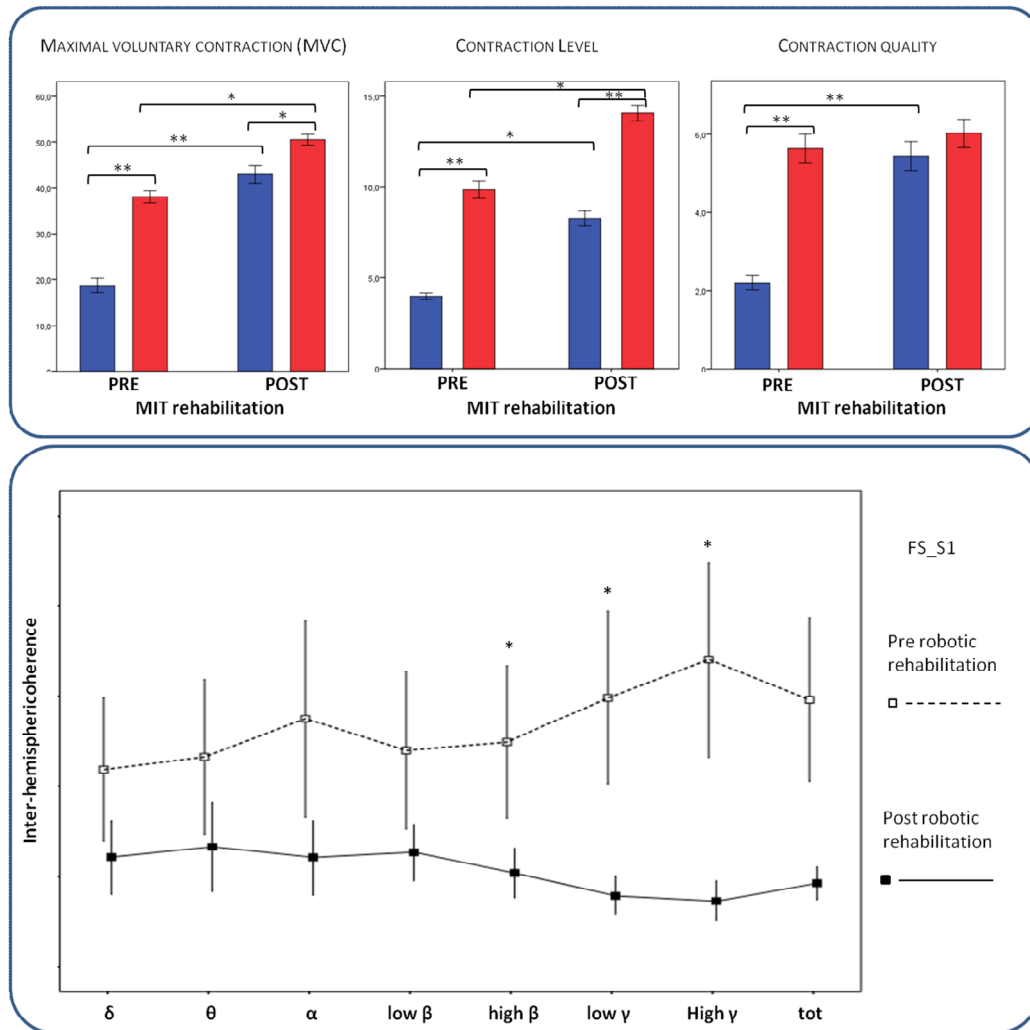 MAXIMAL VOLUNTARY CONTRACTION (MVC)
60,0
50,0
40,0
30,0
20,0
10,0
0
**
**
*
*
PRE POST
MIT rehabilitation
CONTRACTION LEVEL
15,0
10,0
5,0
0
**
*
*
**
PRE POST
MIT rehabilitation
CONTRACTION QUALITY
6,0
4,0
2,0
0
**
**
PRE POST
MIT rehabilitation
Inter-hemisphericoherence
* * *
δ θ α low β high β low γ High γ tot
FS_S1
Pre robotic
rehabilitation
Post robotic
rehabilitation